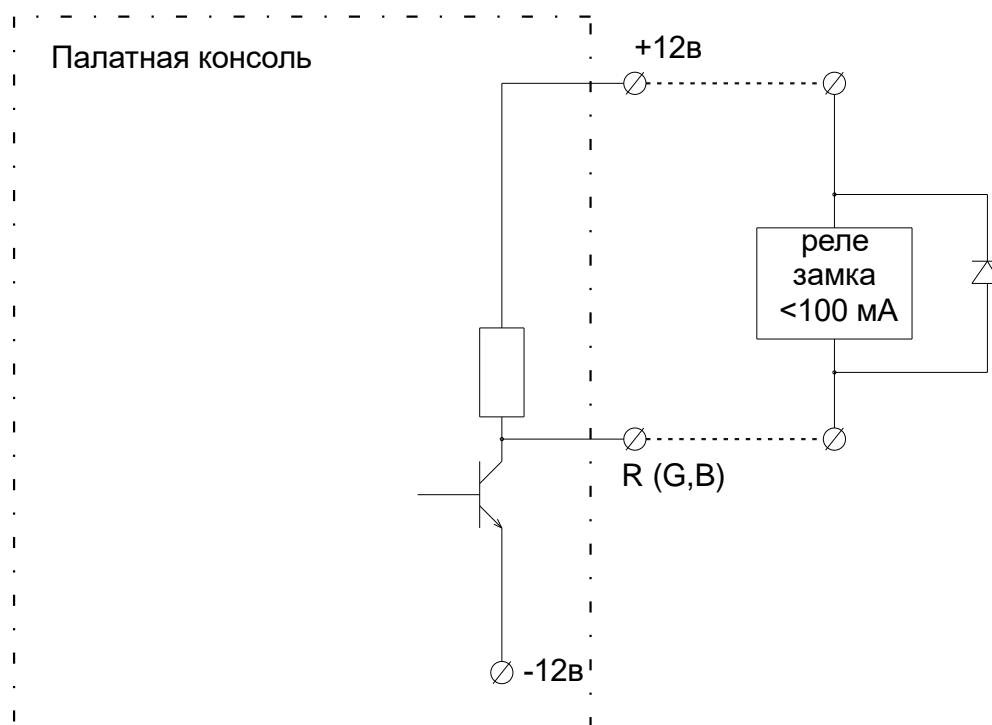 Палатная консоль
+12в
реле
замка
<100 мА
R (G,B)
-12в